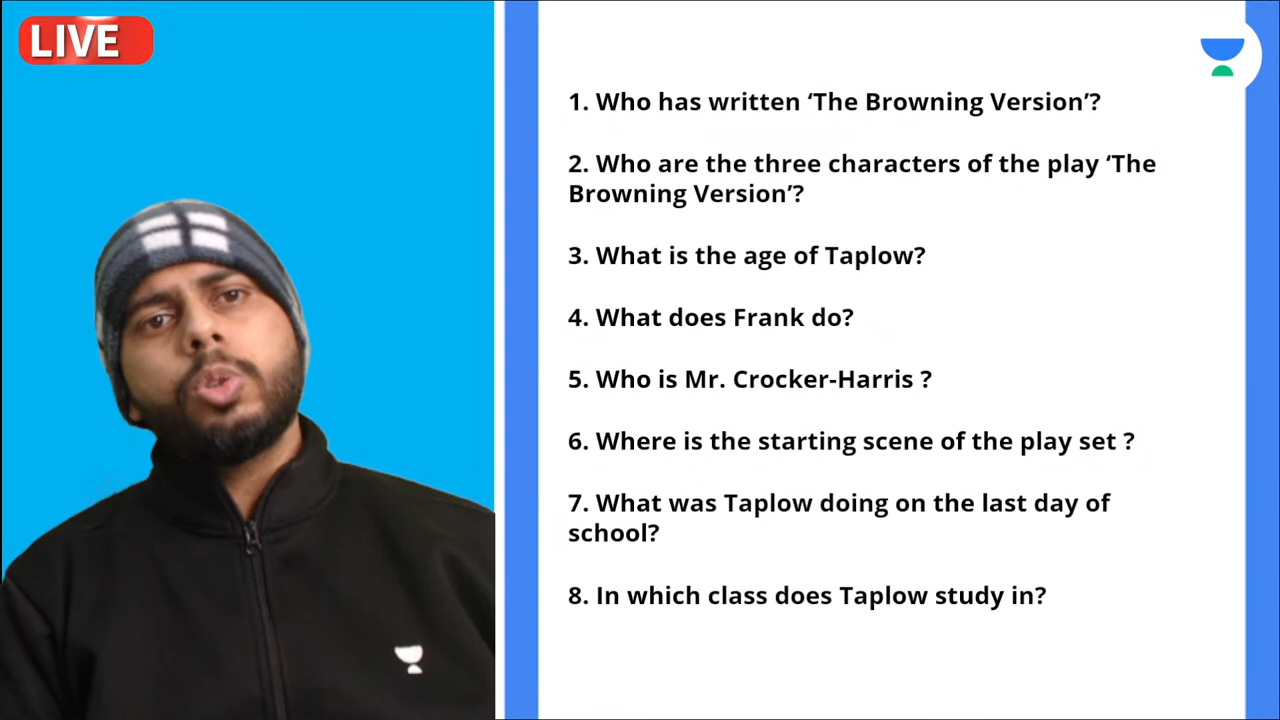 LIVE
1. Who has written ‘The Browning Version’?
2. Who are the three characters of the play ‘The
Browning Version’?
3. What is the age of Taplow?
4. What does Frank do?
5. Who is Mr. Crocker-Harris ?
6. Where is the starting scene of the play set ?
7. What was Taplow doing on the last day of
school?
8. In which class does Taplow study in?